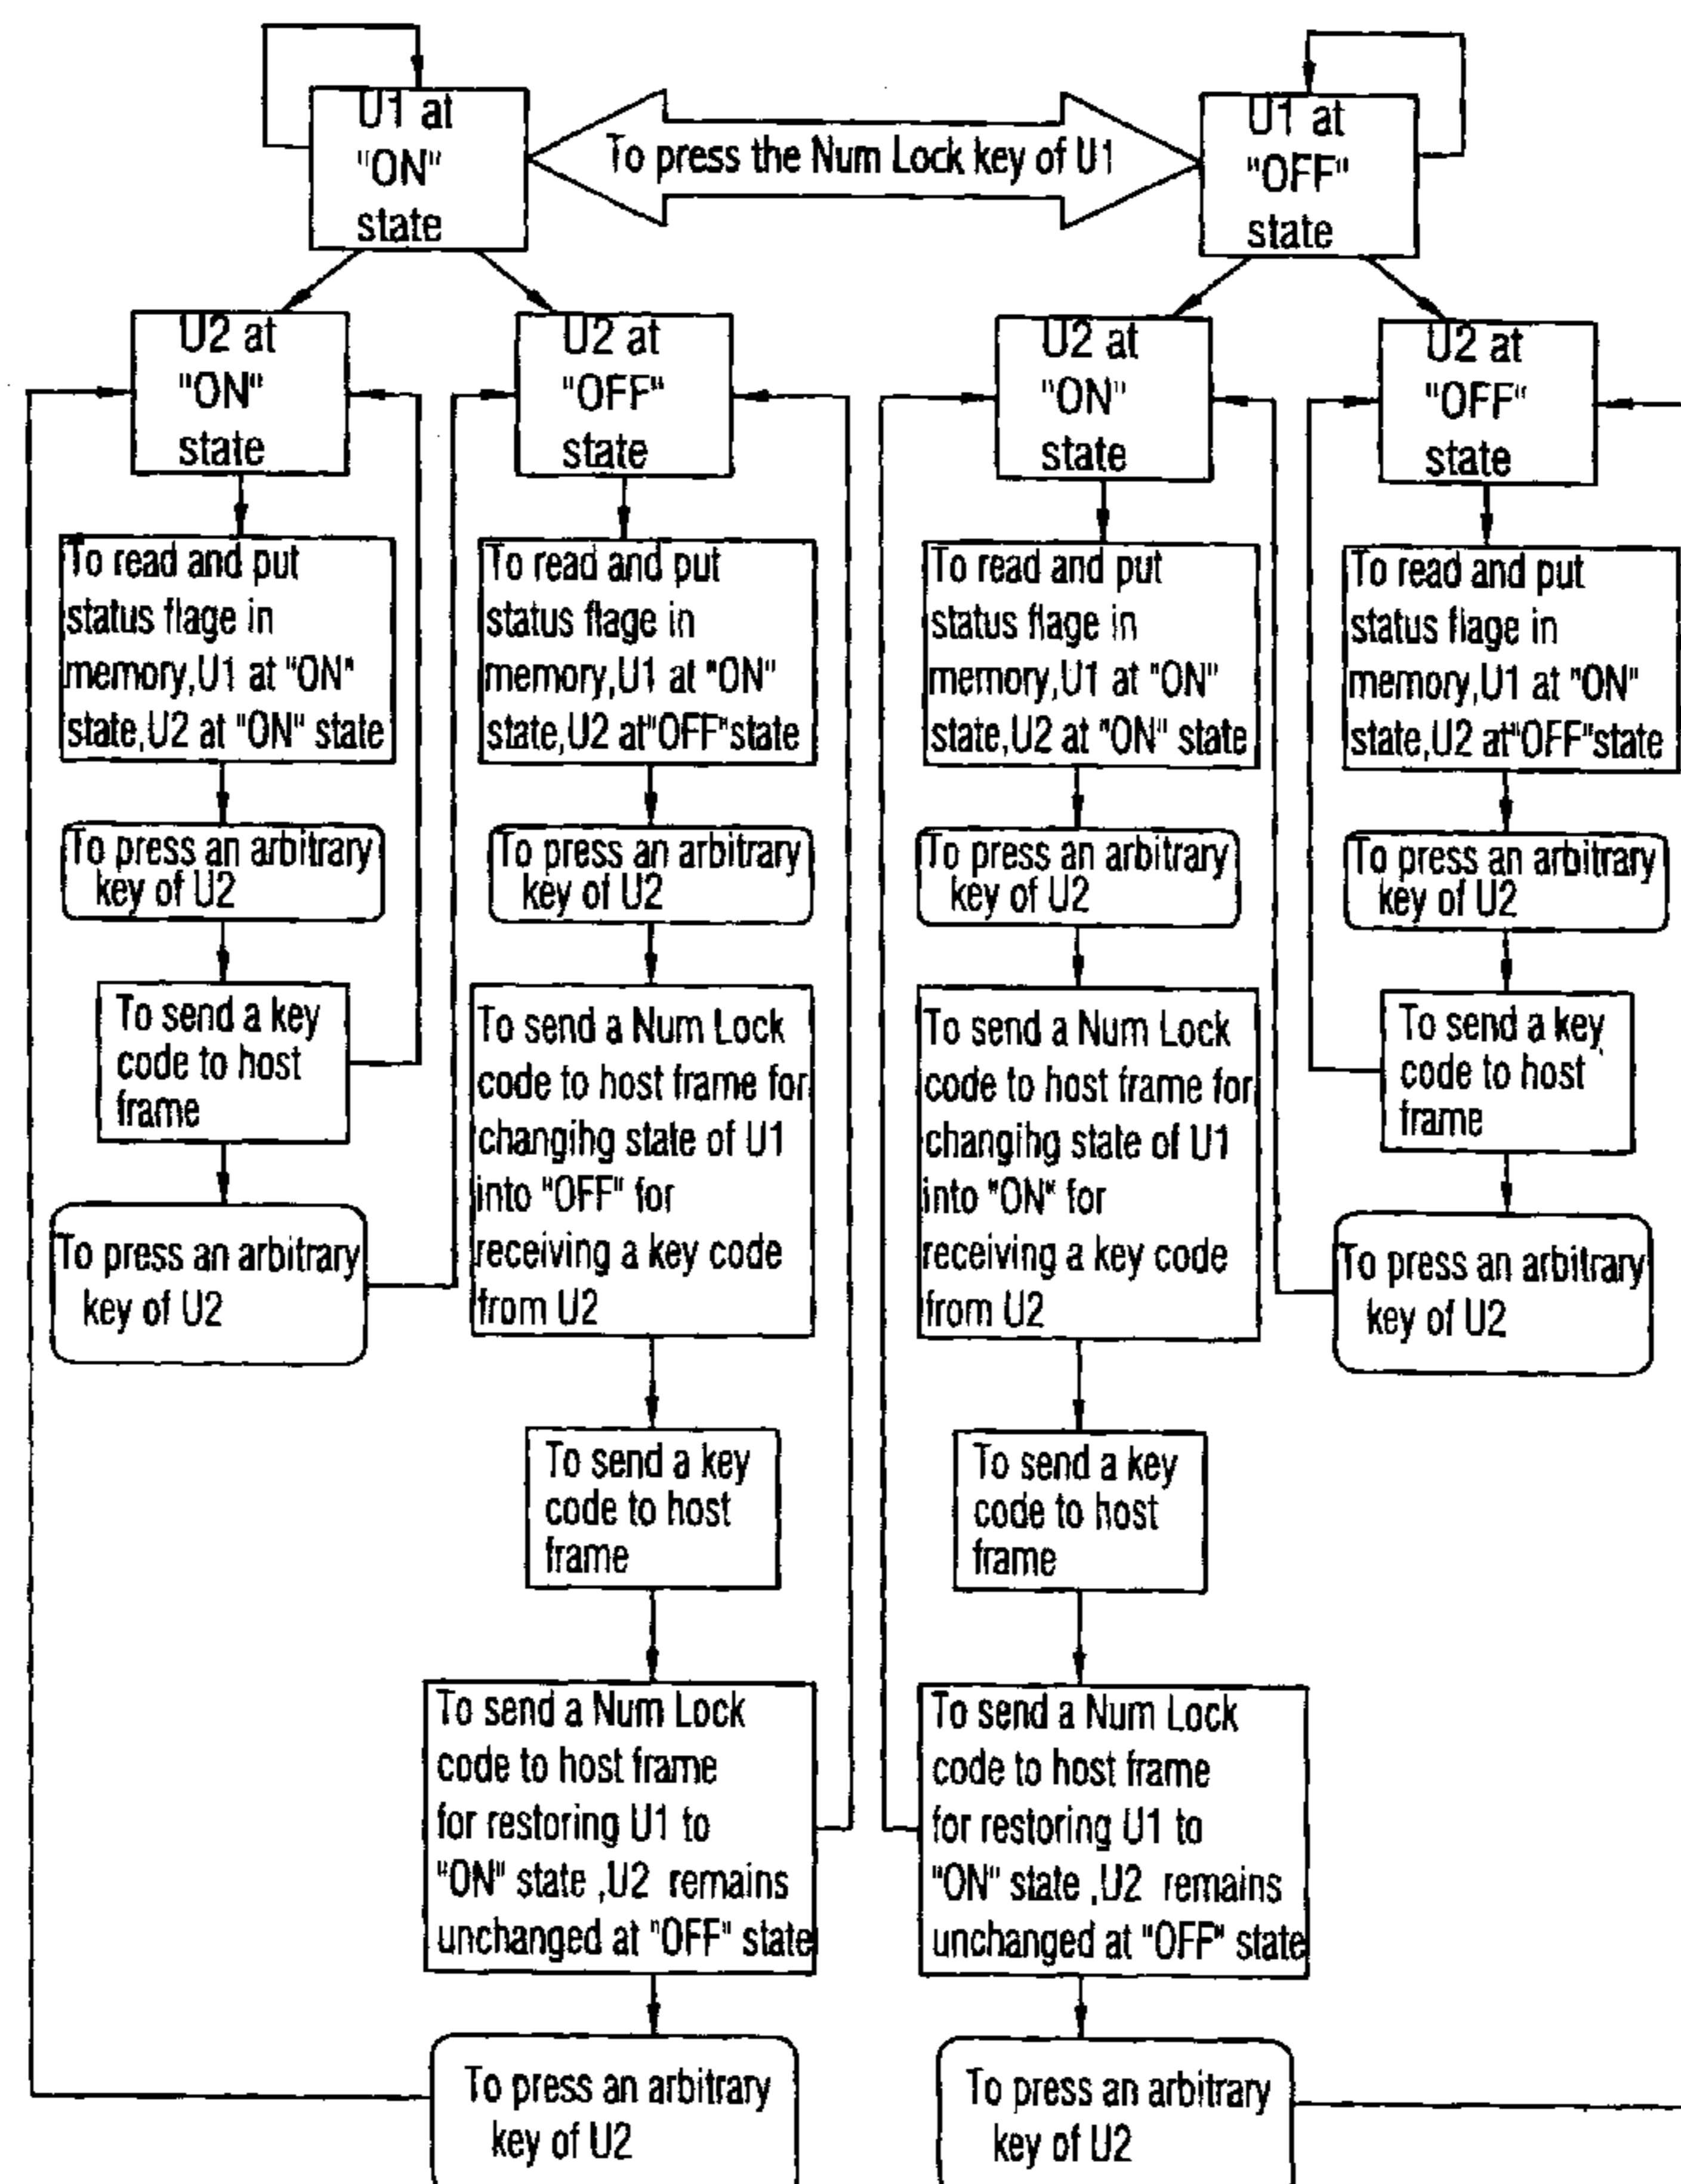 U1 at
"ON"
state
To press the Num Lock key of U1
U1 at
"OFF"
state
U2 at
"ON"
state
U2 at
"OFF"
state
U2 at
"ON"
state
U2 at
"OFF"
state
To read and put
status flage in
memory,U1 at "ON"
state,U2 at "ON" state
To read and put
status flage in
memory,U1 at "ON"
state,U2 at"OFF"state
To read and put
status flage in
memory,U1 at "ON"
state,U2 at "ON" state
To read and put
status flage in
memory,U1 at "ON"
state,U2 at"OFF"state
To press an arbitrary
key of U2
To press an arbitrary
key of U2
To press an arbitrary
key of U2
To press an arbitrary
key of U2
To send a key
code to host
frame
To send a Num Lock
code to host frame for
changihg state of U1
into "OFF" for
receiving a key code
from U2
To send a Num Lock
code to host frame for
changihg state of U1
into "ON" for
receiving a key code
from U2
To send a key
code to host
frame
To press an arbitrary
key of U2
To press an arbitrary
key of U2
To send a key
code to host
frame
To send a key
code to host
frame
To send a Num Lock
code to host frame
for restoring U1 to
"ON" state ,U2 remains
unchanged at "OFF" state
To send a Num Lock
code to host frame
for restoring U1 to
"ON" state ,U2 remains
unchanged at "OFF" state
To press an arbitrary
key of U2
To press an arbitrary
key of U2